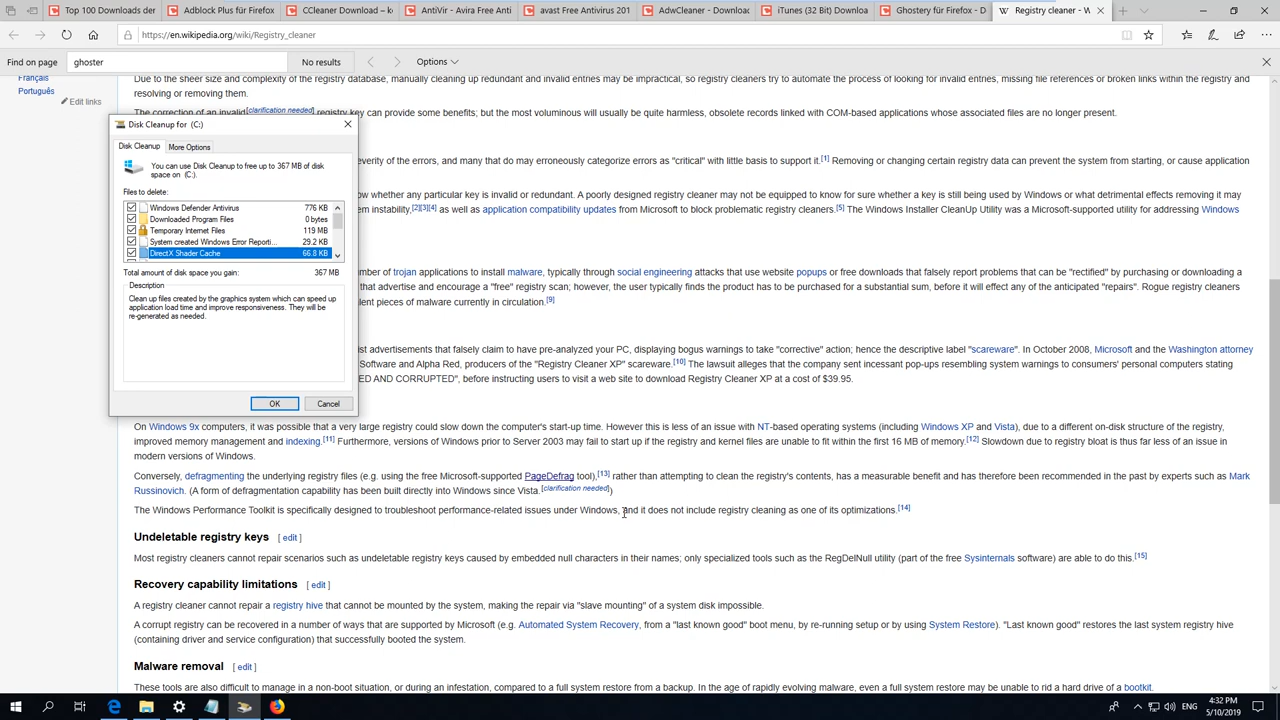 Top 100 Downloads der
Adblock Plus für Firefox
CCleaner Download – k
AntiVir - Avira Free Anti
avast Free Antivirus 201
AdwCleaner - Download
iTunes (32 Bit) Downloa
Ghostery für Firefox - D
Registry cleaner - W
https://en.wikipedia.org/wiki/Registry_cleaner
Find on page
ghoster
No results
Options
Français
Português
Edit links
Due to the sheer size and complexity of the registry database, manually cleaning up redundant and invalid entries may be impractical, so registry cleaners try to automate the process of looking for invalid entries, missing file references or broken links within the registry and
resolving or removing them.
The correction of an invalid[clarification needed] registry key can provide some benefits; but the most voluminous will usually be quite harmless, obsolete records linked with COM-based applications whose associated files are no longer present.
everity of the errors, and many that do may erroneously categorize errors as "critical" with little basis to support it.[1] Removing or changing certain registry data can prevent the system from starting, or cause application
ow whether any particular key is invalid or redundant. A poorly designed registry cleaner may not be equipped to know for sure whether a key is still being used by Windows or what detrimental effects removing it may
em instability,[2][3][4] as well as application compatibility updates from Microsoft to block problematic registry cleaners.[5] The Windows Installer CleanUp Utility was a Microsoft-supported utility for addressing Windows
mber of trojan applications to install malware, typically through social engineering attacks that use website popups or free downloads that falsely report problems that can be "rectified" by purchasing or downloading a
that advertise and encourage a "free" registry scan; however, the user typically finds the product has to be purchased for a substantial sum, before it will effect any of the anticipated "repairs". Rogue registry cleaners
lent pieces of malware currently in circulation.[9]
ist advertisements that falsely claim to have pre-analyzed your PC, displaying bogus warnings to take "corrective" action; hence the descriptive label "scareware". In October 2008, Microsoft and the Washington attorney
Software and Alpha Red, producers of the "Registry Cleaner XP" scareware.[10] The lawsuit alleges that the company sent incessant pop-ups resembling system warnings to consumers' personal computers stating
ED AND CORRUPTED", before instructing users to visit a web site to download Registry Cleaner XP at a cost of $39.95.
Disk Cleanup for (C:)
Disk Cleanup
More Options
You can use Disk Cleanup to free up to 367 MB of disk
space on (C:).
Files to delete:
Windows Defender Antivirus 776 KB
Downloaded Program Files 0 bytes
Temporary Internet Files 119 MB
System created Windows Error Reporti... 29.2 KB
DirectX Shader Cache 66.8 KB
Total amount of disk space you gain: 367 MB
Description
Clean up files created by the graphics system which can speed up
application load time and improve responsiveness. They will be
re-generated as needed.
OK
Cancel
On Windows 9x computers, it was possible that a very large registry could slow down the computer's start-up time. However this is less of an issue with NT-based operating systems (including Windows XP and Vista), due to a different on-disk structure of the registry,
improved memory management and indexing.[11] Furthermore, versions of Windows prior to Server 2003 may fail to start up if the registry and kernel files are unable to fit within the first 16 MB of memory.[12] Slowdown due to registry bloat is thus far less of an issue in
modern versions of Windows.
Conversely, defragmenting the underlying registry files (e.g. using the free Microsoft-supported PageDefrag tool),[13] rather than attempting to clean the registry's contents, has a measurable benefit and has therefore been recommended in the past by experts such as Mark
Russinovich. (A form of defragmentation capability has been built directly into Windows since Vista.[clarification needed])
The Windows Performance Toolkit is specifically designed to troubleshoot performance-related issues under Windows, and it does not include registry cleaning as one of its optimizations.[14]
Undeletable registry keys [ edit ]
Most registry cleaners cannot repair scenarios such as undeletable registry keys caused by embedded null characters in their names; only specialized tools such as the RegDelNull utility (part of the free Sysinternals software) are able to do this.[15]
Recovery capability limitations [ edit ]
A registry cleaner cannot repair a registry hive that cannot be mounted by the system, making the repair via "slave mounting" of a system disk impossible.
A corrupt registry can be recovered in a number of ways that are supported by Microsoft (e.g. Automated System Recovery, from a "last known good" boot menu, by re-running setup or by using System Restore). "Last known good" restores the last system registry hive
(containing driver and service configuration) that successfully booted the system.
Malware removal [ edit ]
These tools are also difficult to manage in a non-boot situation, or during an infestation, compared to a full system restore from a backup. In the age of rapidly evolving malware, even a full system restore may be unable to rid a hard drive of a bootkit.
ENG
4:32 PM
5/10/2019